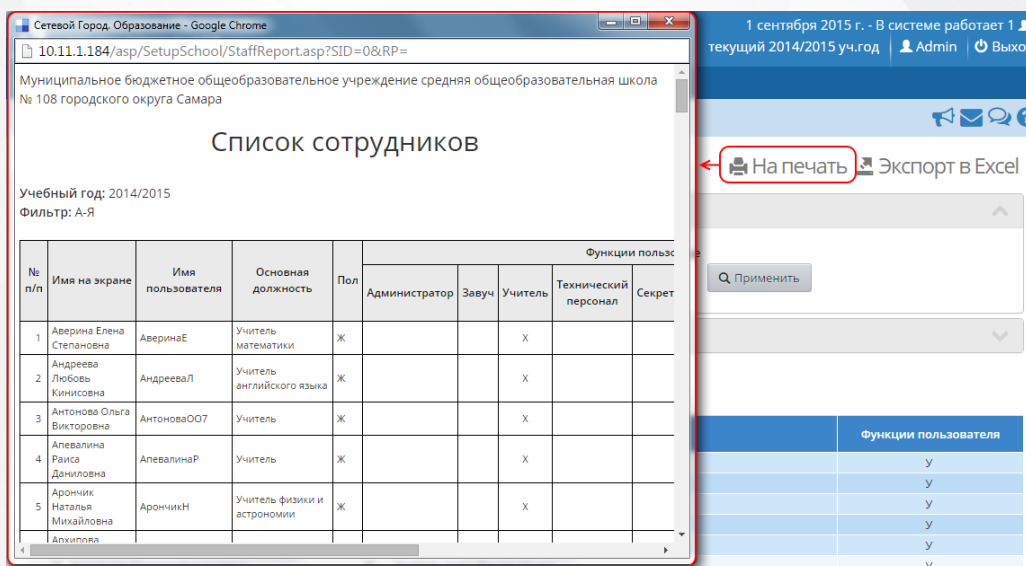 Сетевой Город. Образование - Google Chrome
10.11.1.184/asp/SetupSchool/StaffReport.asp?SID=0&RP=
Муниципальное бюджетное общеобразовательное учреждение средняя общеобразовательная школа
№ 108 городского округа Самара
Список сотрудников
Учебный год: 2014/2015
Фильтр: А-Я
№ п/п Имя на экране Имя пользователя Основная должность Пол Функции пользо
Администратор Завуч Учитель Технический персонал Секрет
1 Аверина Елена Степановна АверинаЕ Учитель математики Ж X
2 Андреева Любовь Кинисовна АндрееваЛ Учитель английского языка Ж X
3 Антонова Ольга Викторовна АнтоноваОО7 Учитель Ж X
4 Апевалина Раиса Даниловна АпевалинаР Учитель Ж X
5 Арончик Наталья Михайловна АрончикН Учитель физики и астрономии Ж X
Архипова
1 сентября 2015 г. - В системе работает 1
текущий 2014/2015 уч.год Admin Выхо
На печать Экспорт в Excel
е
Применить
Функции пользователя
У
У
У
У
У
У